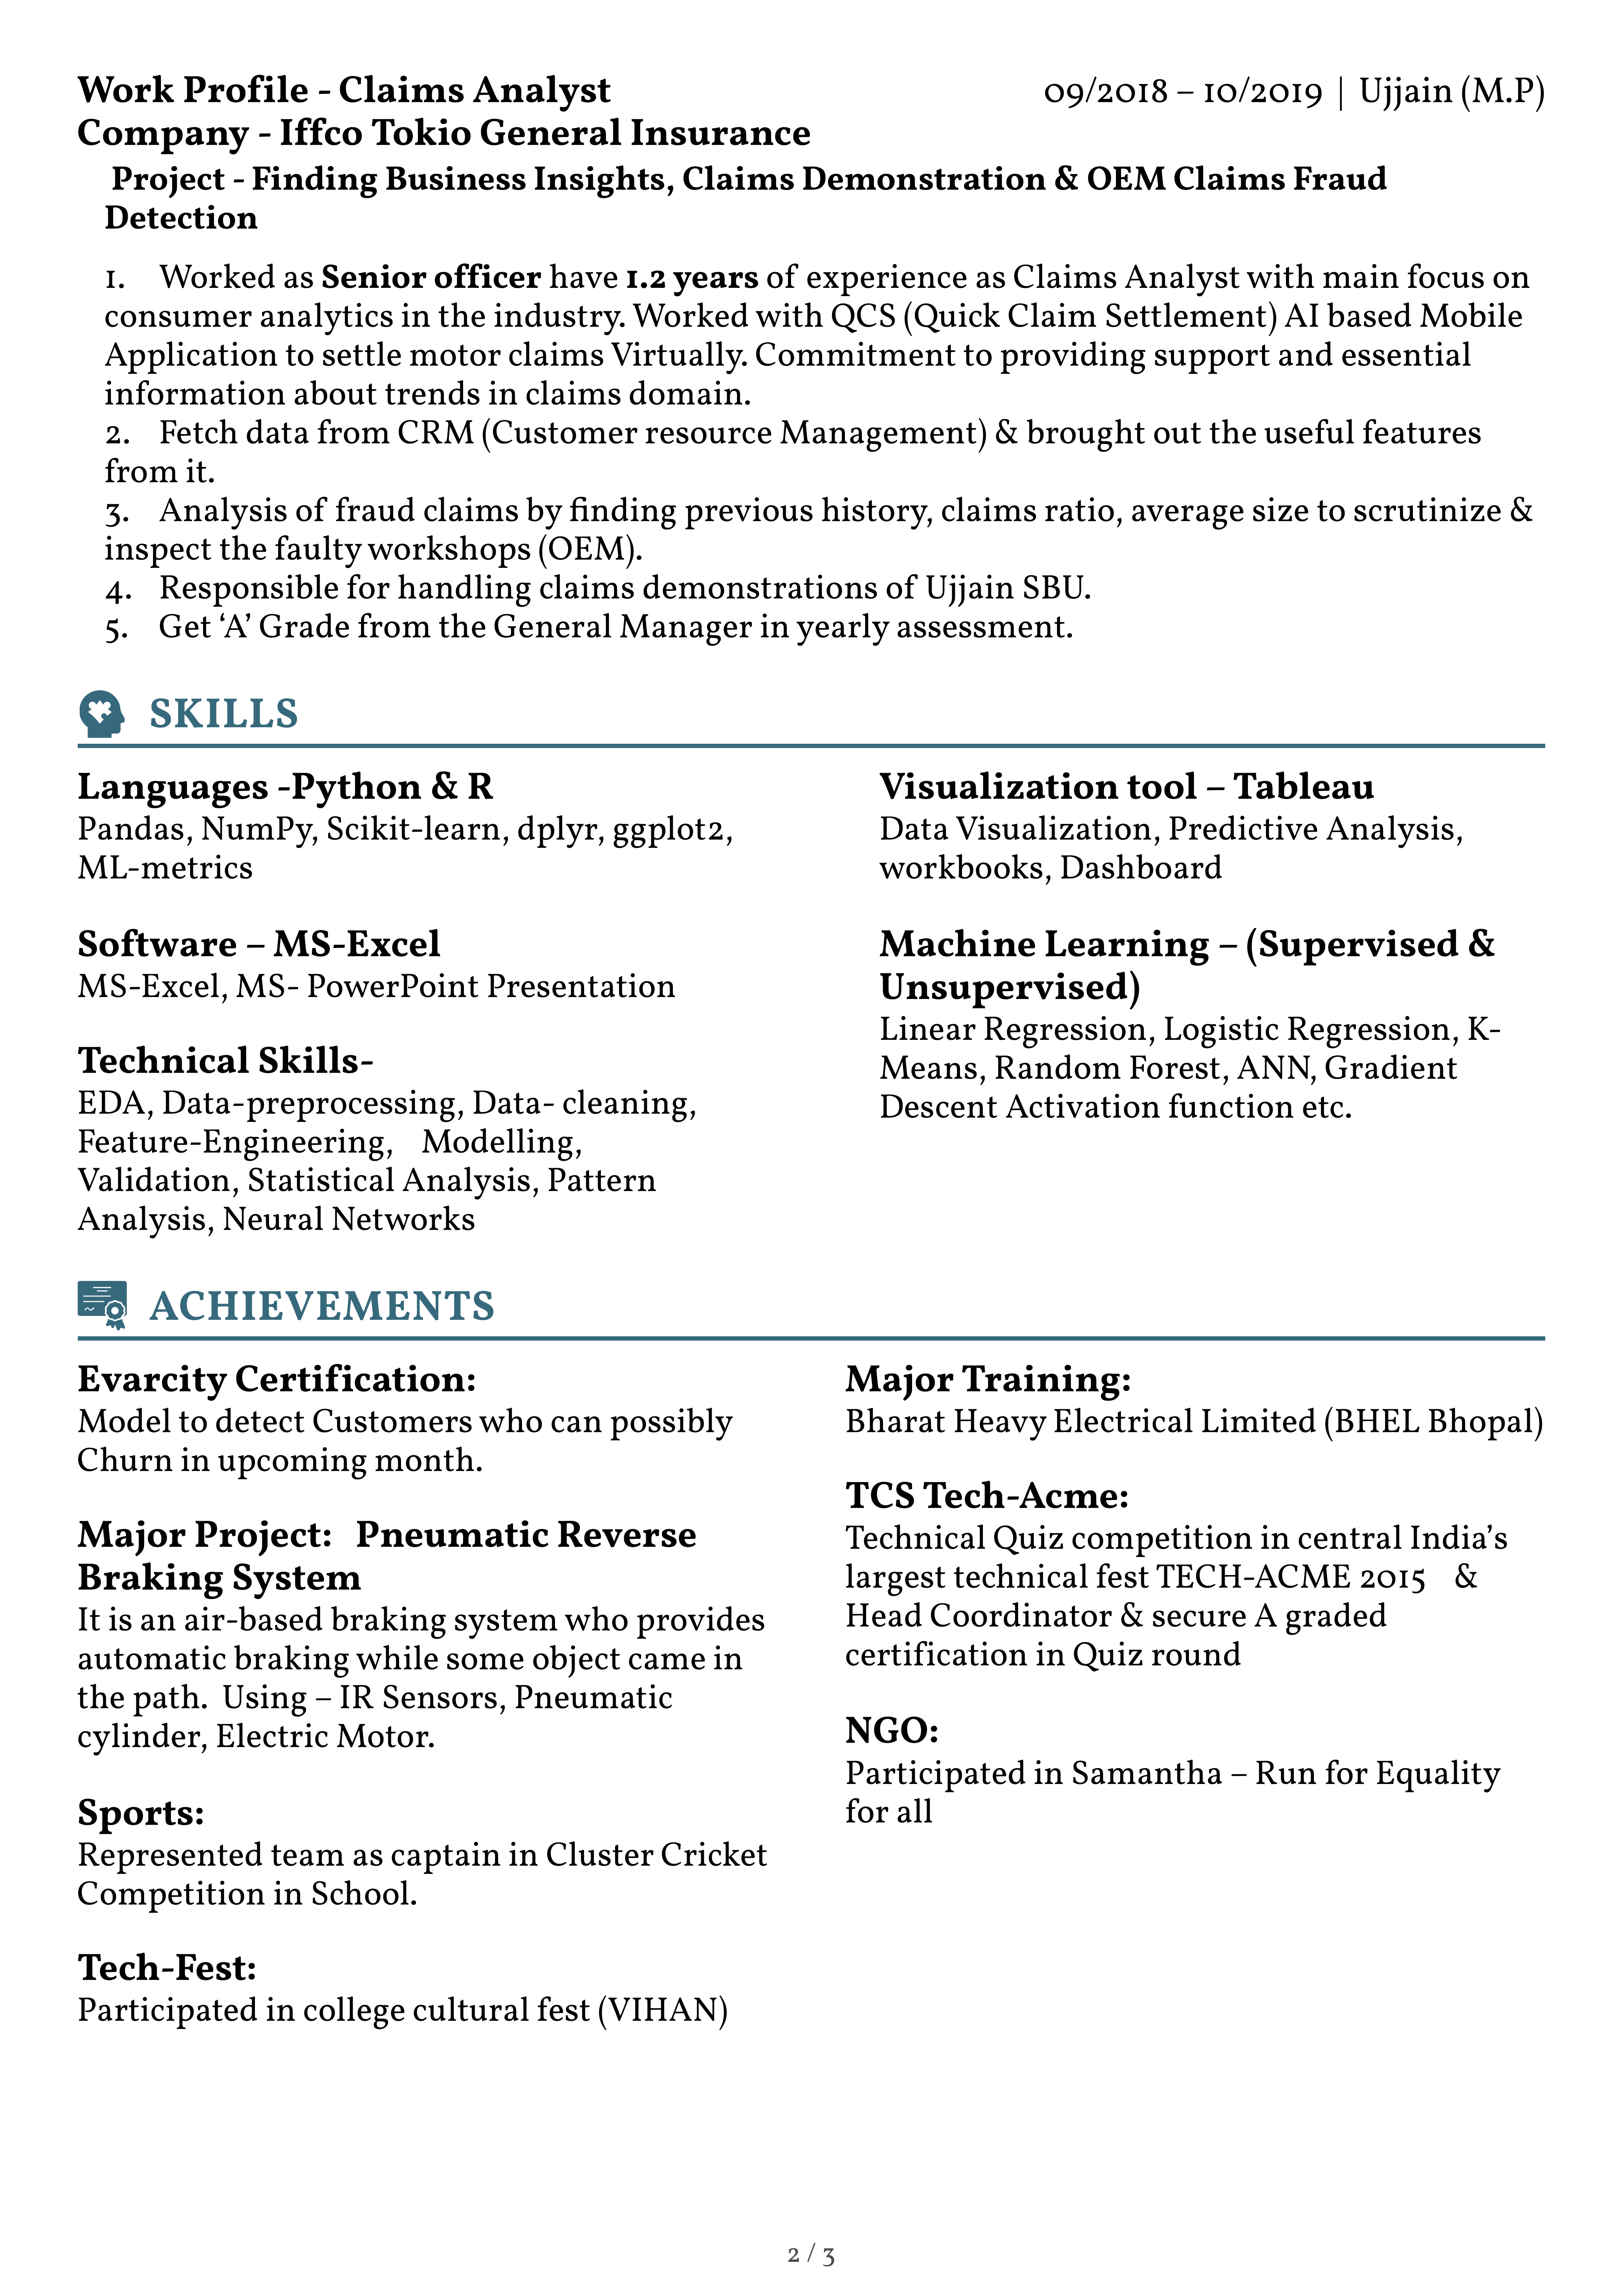 Work Profile - Claims Analyst
09/2018 – 10/2019 | Ujjain (M.P)
Company - Iffco Tokio General Insurance
Project - Finding Business Insights, Claims Demonstration & OEM Claims Fraud
Detection
1. Worked as Senior officer have 1.2 years of experience as Claims Analyst with main focus on
consumer analytics in the industry. Worked with QCS (Quick Claim Settlement) AI based Mobile
Application to settle motor claims Virtually. Commitment to providing support and essential
information about trends in claims domain.
2. Fetch data from CRM (Customer resource Management) & brought out the useful features
from it.
3. Analysis of fraud claims by finding previous history, claims ratio, average size to scrutinize &
inspect the faulty workshops (OEM).
4. Responsible for handling claims demonstrations of Ujjain SBU.
5. Get ‘A’ Grade from the General Manager in yearly assessment.
SKILLS
Languages -Python & R
Pandas, NumPy, Scikit-learn, dplyr, ggplot2,
ML-metrics
Software – MS-Excel
MS-Excel, MS- PowerPoint Presentation
Technical Skills-
EDA, Data-preprocessing, Data- cleaning,
Feature-Engineering, Modelling,
Validation, Statistical Analysis, Pattern
Analysis, Neural Networks
Visualization tool – Tableau
Data Visualization, Predictive Analysis,
workbooks, Dashboard
Machine Learning – (Supervised &
Unsupervised)
Linear Regression, Logistic Regression, K-
Means, Random Forest, ANN, Gradient
Descent Activation function etc.
ACHIEVEMENTS
Evarcity Certification:
Model to detect Customers who can possibly
Churn in upcoming month.
Major Project: Pneumatic Reverse
Braking System
It is an air-based braking system who provides
automatic braking while some object came in
the path. Using – IR Sensors, Pneumatic
cylinder, Electric Motor.
Sports:
Represented team as captain in Cluster Cricket
Competition in School.
Tech-Fest:
Participated in college cultural fest (VIHAN)
Major Training:
Bharat Heavy Electrical Limited (BHEL Bhopal)
TCS Tech-Acme:
Technical Quiz competition in central India’s
largest technical fest TECH-ACME 2015 &
Head Coordinator & secure A graded
certification in Quiz round
NGO:
Participated in Samantha – Run for Equality
for all
2 / 3